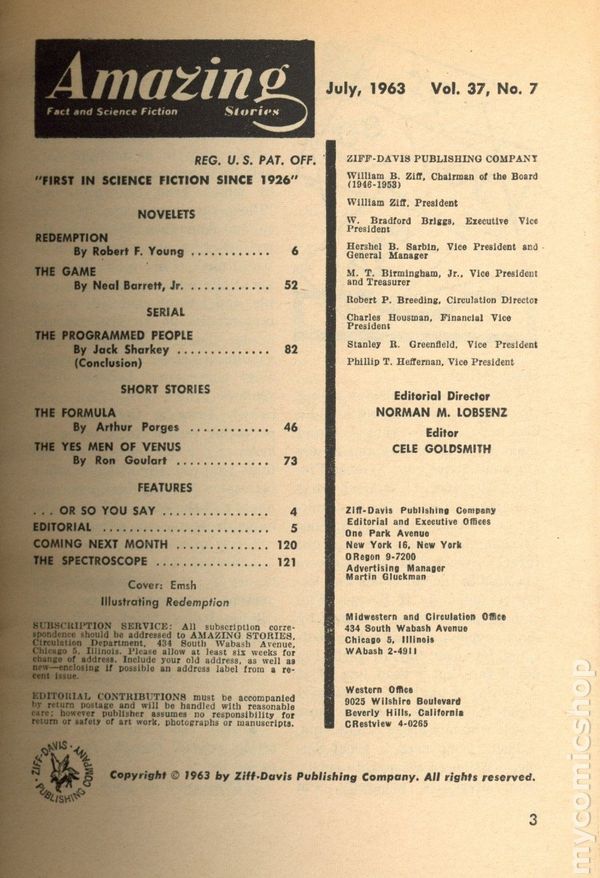 Amazing
Fact and Science Fiction Stories
July, 1963 Vol. 37, No. 7
REG. U. S. PAT. OFF.
"FIRST IN SCIENCE FICTION SINCE 1926"
NOVELETS
REDEMPTION
By Robert F. Young ............ 6
THE GAME
By Neal Barrett, Jr. ............ 52
SERIAL
THE PROGRAMMED PEOPLE
By Jack Sharkey .............. 82
(Conclusion)
SHORT STORIES
THE FORMULA
By Arthur Porges ............ 46
THE YES MEN OF VENUS
By Ron Goulart .............. 73
FEATURES
. . . OR SO YOU SAY ................ 4
EDITORIAL ......................... 5
COMING NEXT MONTH .............. 120
THE SPECTROSCOPE ................. 121
Cover: Emsh
Illustrating Redemption
SUBSCRIPTION SERVICE: All subscription corre-
spondence should be addressed to AMAZING STORIES,
Circulation Department, 434 South Wabash Avenue,
Chicago 5, Illinois. Please allow at least six weeks for
change of address. Include your old address, as well as
new—enclosing if possible an address label from a re-
cent issue.
EDITORIAL CONTRIBUTIONS must be accompanied
by return postage and will be handled with reasonable
care; however publisher assumes no responsibility for
return or safety of art work, photographs or manuscripts.
ZIFF-DAVIS PUBLISHING COMPANY
William B. Ziff, Chairman of the Board
(1946-1953)
William Ziff, President
W. Bradford Briggs, Executive Vice
President
Hershel B. Sarbin, Vice President and
General Manager
M. T. Birmingham, Jr., Vice President
and Treasurer
Robert P. Breeding, Circulation Director
Charles Housman, Financial Vice
President
Stanley R. Greenfield, Vice President
Phillip T. Heffernan, Vice President
Editorial Director
NORMAN M. LOBSENZ
Editor
CELE GOLDSMITH
Ziff-Davis Publishing Company
Editorial and Executive Offices
One Park Avenue
New York 16, New York
ORegon 9-7200
Advertising Manager
Martin Gluckman
Midwestern and Circulation Office
434 South Wabash Avenue
Chicago 5, Illinois
WAbash 2-4911
Western Office
9025 Wilshire Boulevard
Beverly Hills, California
CRestview 4-0265
ZIFF-DAVIS PUBLISHING COMPANY
Copyright © 1963 by Ziff-Davis Publishing Company. All rights reserved.
3
mycomicshop